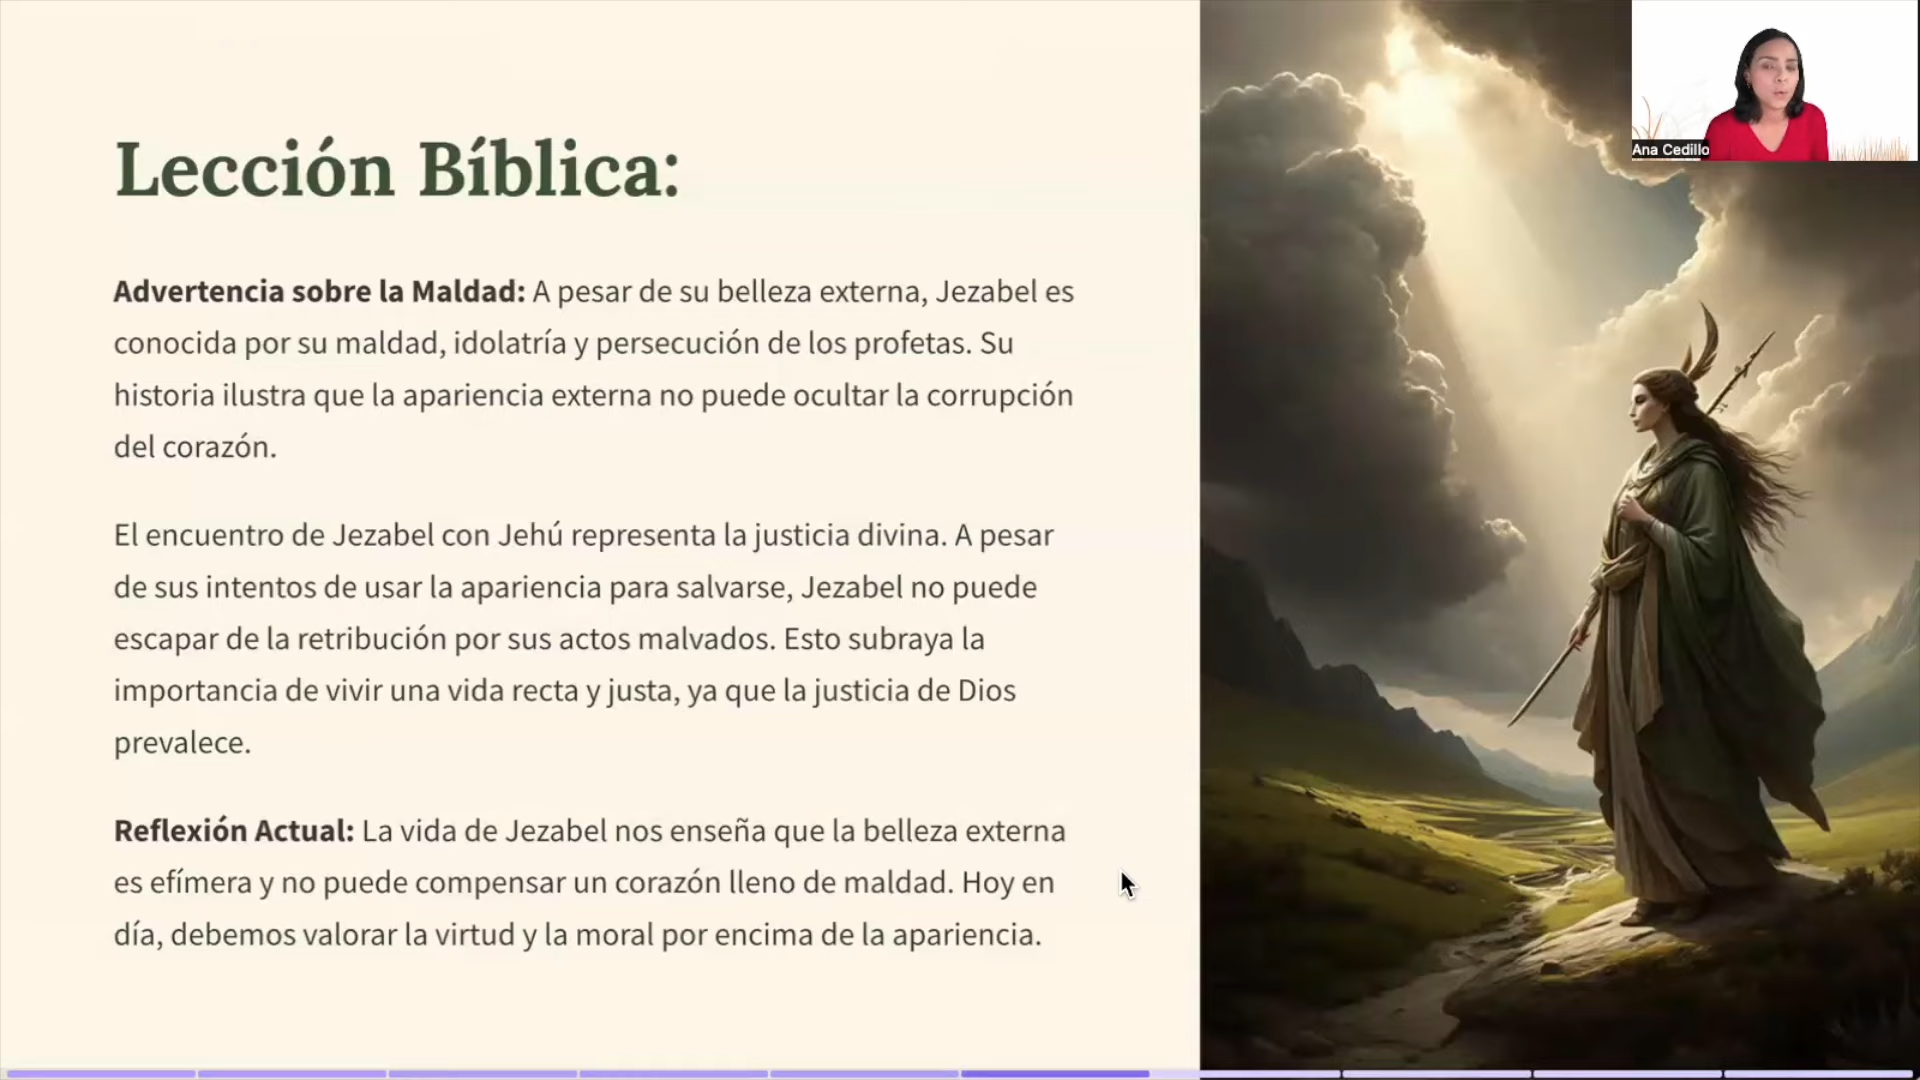 Ana Cedillo
Lección Bíblica:
Advertencia sobre la Maldad: A pesar de su belleza externa, Jezabel es
conocida por su maldad, idolatría y persecución de los profetas. Su
historia ilustra que la apariencia externa no puede ocultar la corrupción
del corazón.
El encuentro de Jezabel con Jehú representa la justicia divina. A pesar
de sus intentos de usar la apariencia para salvarse, Jezabel no puede
escapar de la retribución por sus actos malvados. Esto subraya la
importancia de vivir una vida recta y justa, ya que la justicia de Dios
prevalece.
Reflexión Actual: La vida de Jezabel nos enseña que la belleza externa
es efímera y no puede compensar un corazón lleno de maldad. Hoy en
día, debemos valorar la virtud y la moral por encima de la apariencia.